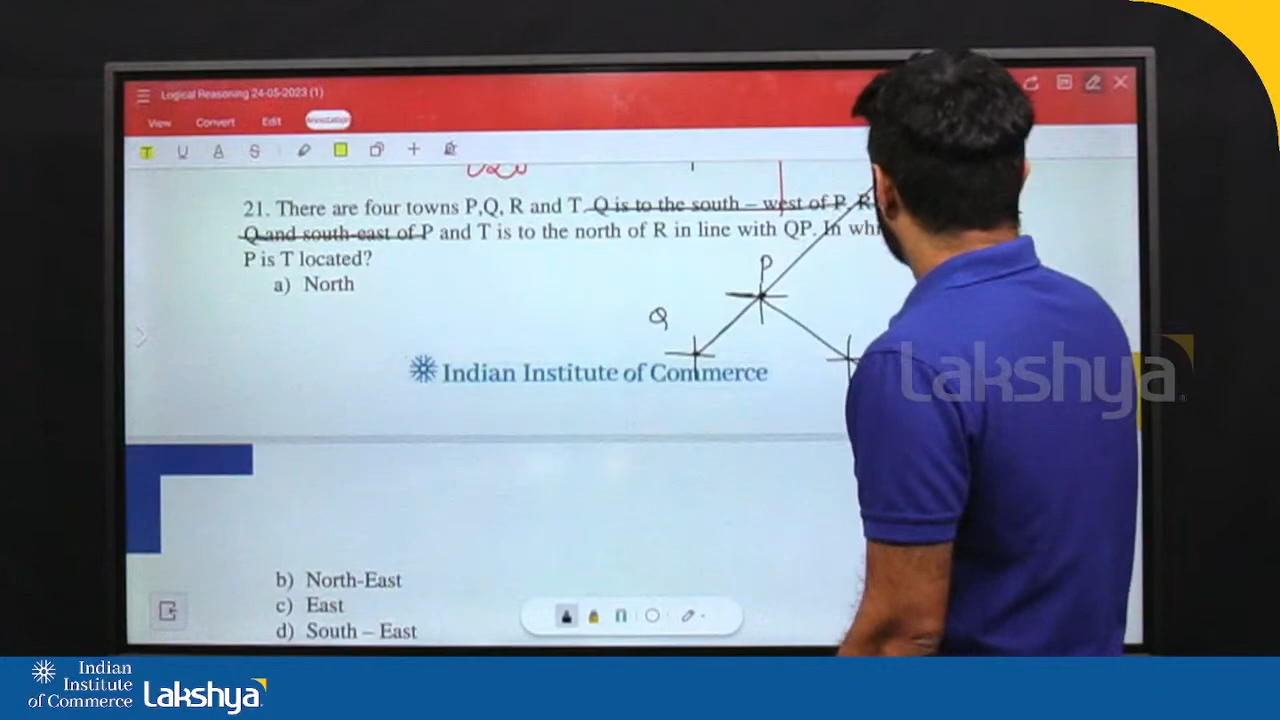 Logical Reasoning 24-05-2023 (1)
View Convert Edit Annotation
T U A S
21. There are four towns P,Q, R and T. Q is to the south – west of P, R
Q and south-east of P and T is to the north of R in line with QP. In
P is T located?
a) North
P
Q
Indian Institute of Commerce
Lakshya
b) North-East
c) East
d) South – East
Indian
Institute
of Commerce
Lakshya